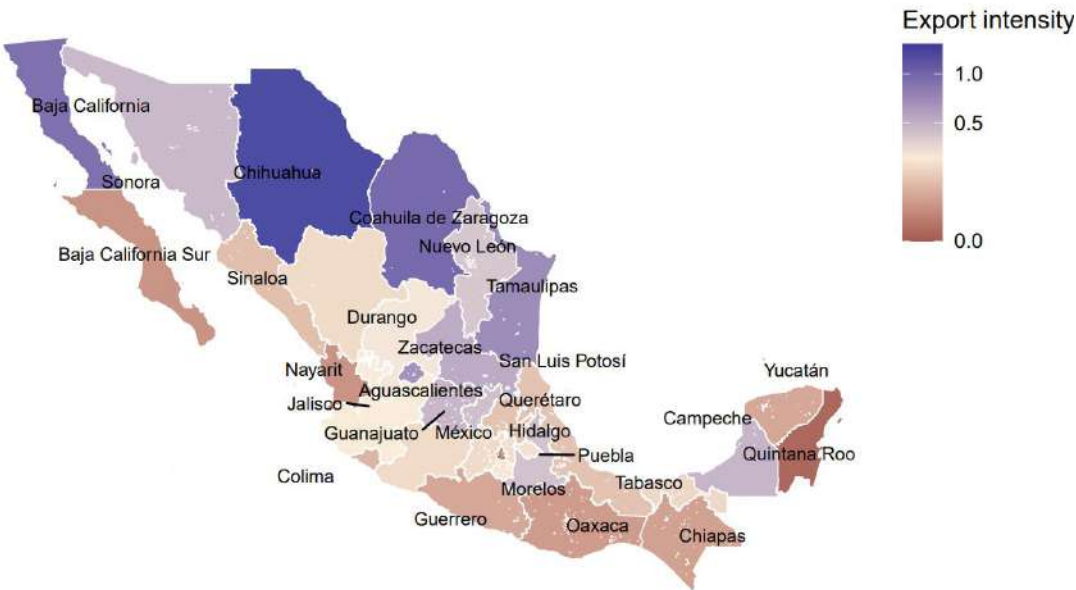 Export intensity
1.0
0.5
0.0
Baja California
Sonora
Chihuahua
Coahuila de Zaragoza
Nuevo León
Baja California Sur
Sinaloa
Tamaulipas
Durango
Zacatecas
San Luis Potosí
Nayarit
Yucatán
Aguascalientes
Jalisco
Querétaro
Campeche
Guanajuato
México
Hidalgo
Puebla
Quintana Roo
Colima
Morelos
Tabasco
Guerrero
Oaxaca
Chiapas